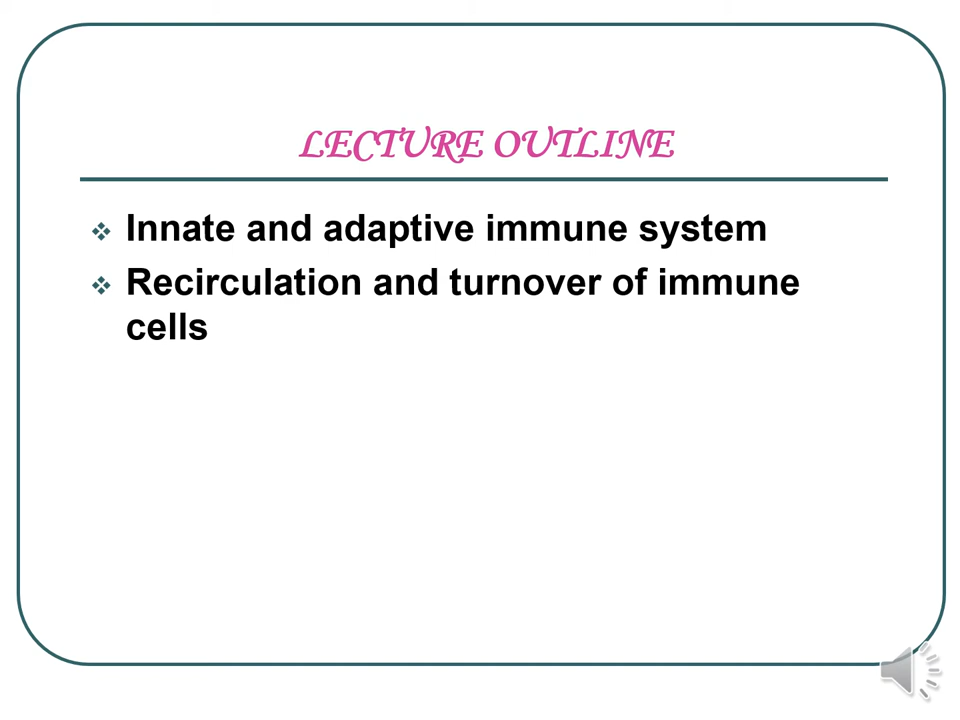 LECTURE OUTLINE
Innate and adaptive immune system
Recirculation and turnover of immune
cells